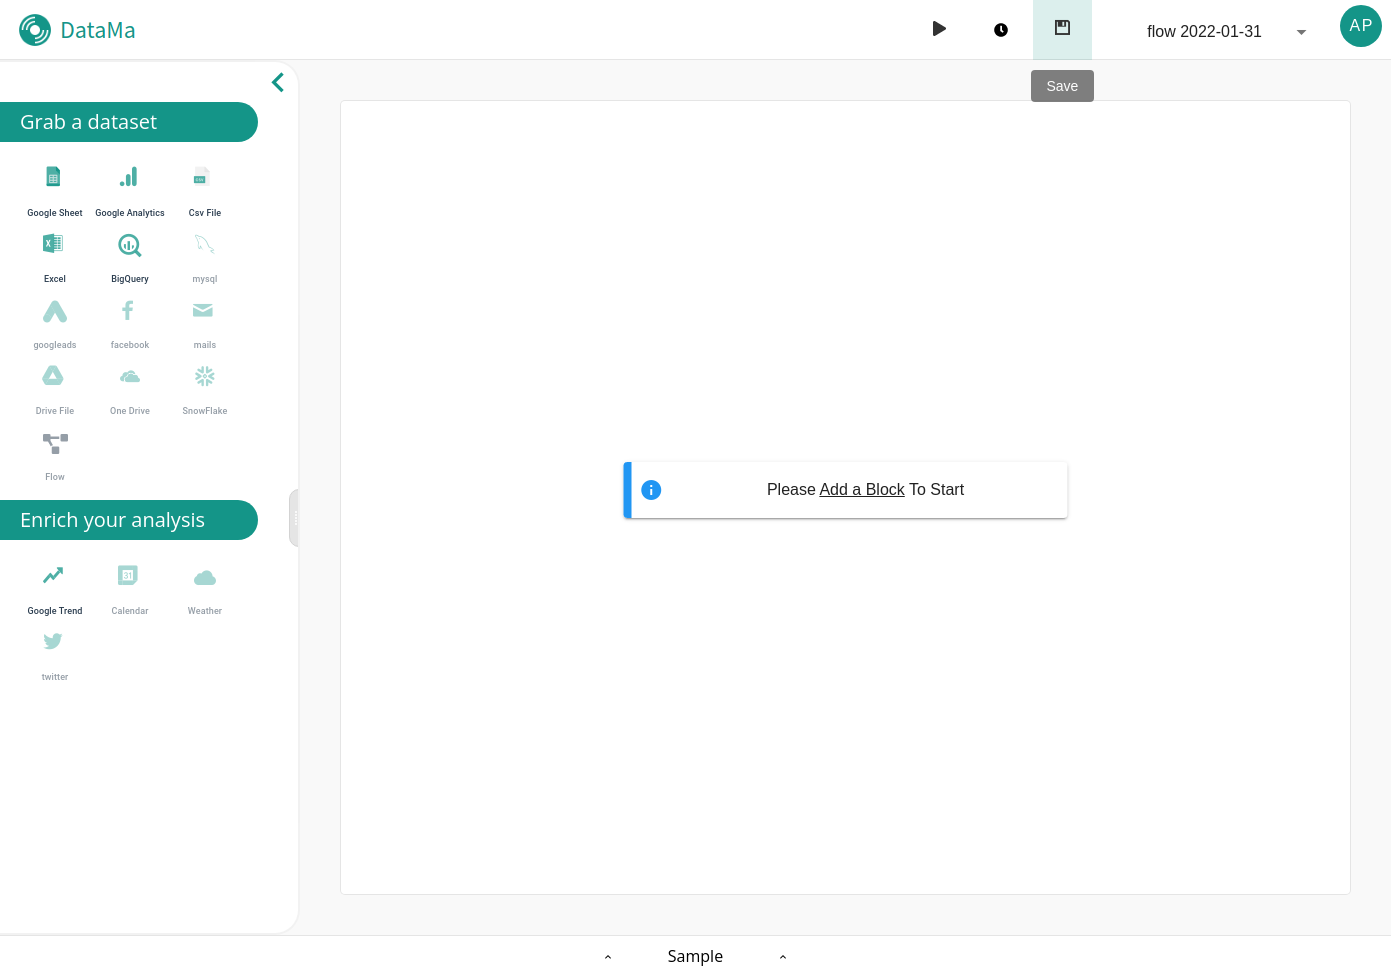 DataMa
flow 2022-01-31
AP
Save
Grab a dataset
Google Sheet
Google Analytics
Csv File
Excel
BigQuery
mysql
googleads
facebook
mails
Drive File
One Drive
SnowFlake
Flow
Enrich your analysis
Google Trend
Calendar
Weather
twitter
Please Add a Block To Start
Sample